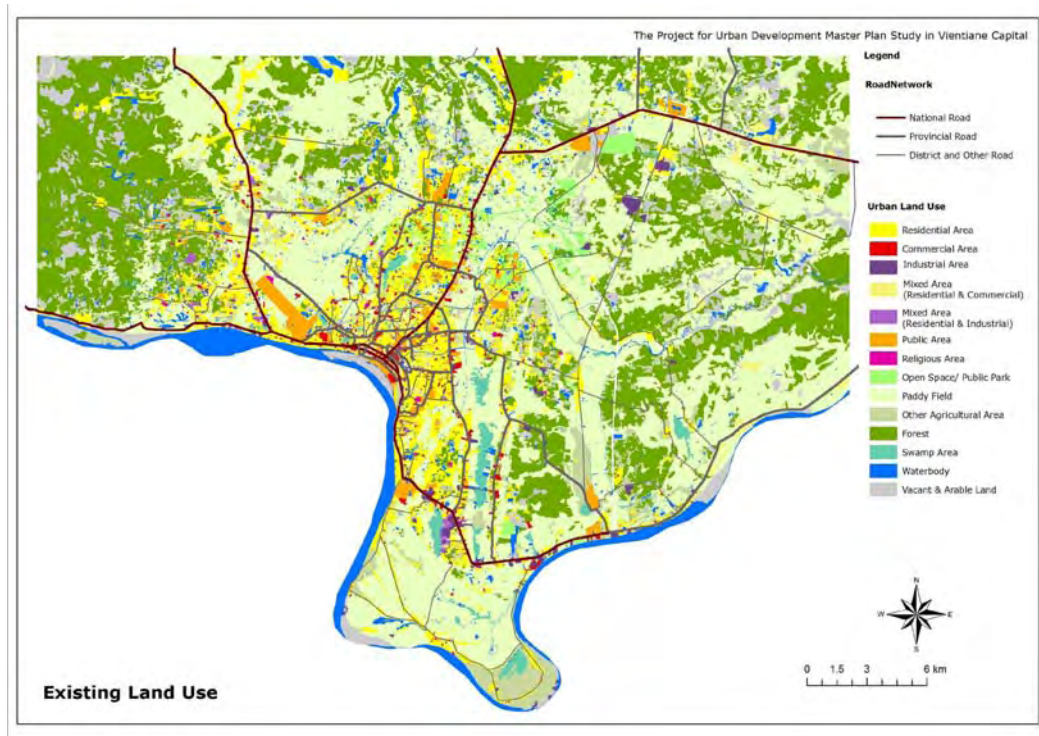 The Project for Urban Development Master Plan Study in Vientiane Capital
Legend
RoadNetwork
National Road
Provincial Road
District and Other Road
Urban Land Use
Residential Area
Commercial Area
Industrial Area
Mixed Area
(Residential & Commercial)
Mixed Area
(Residential & Industrial)
Public Area
Religious Area
Open Space/ Public Park
Paddy Field
Other Agricultural Area
Forest
Swamp Area
Waterbody
Vacant & Arable Land
N
W E
S
0 1.5 3 6 km
Existing Land Use